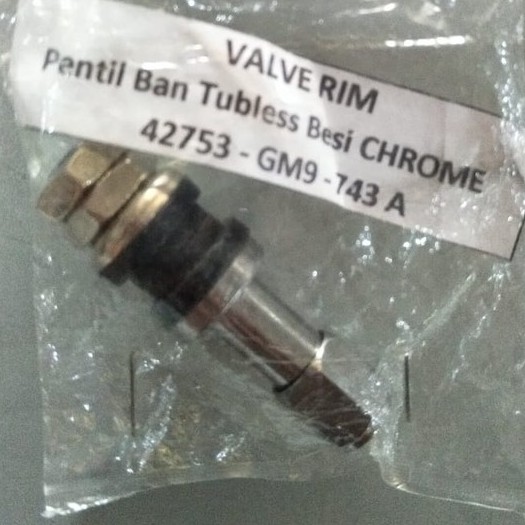 VALVE RIM
Pentil Ban Tubless Besi CHROME
42753 - GM9 -743 A